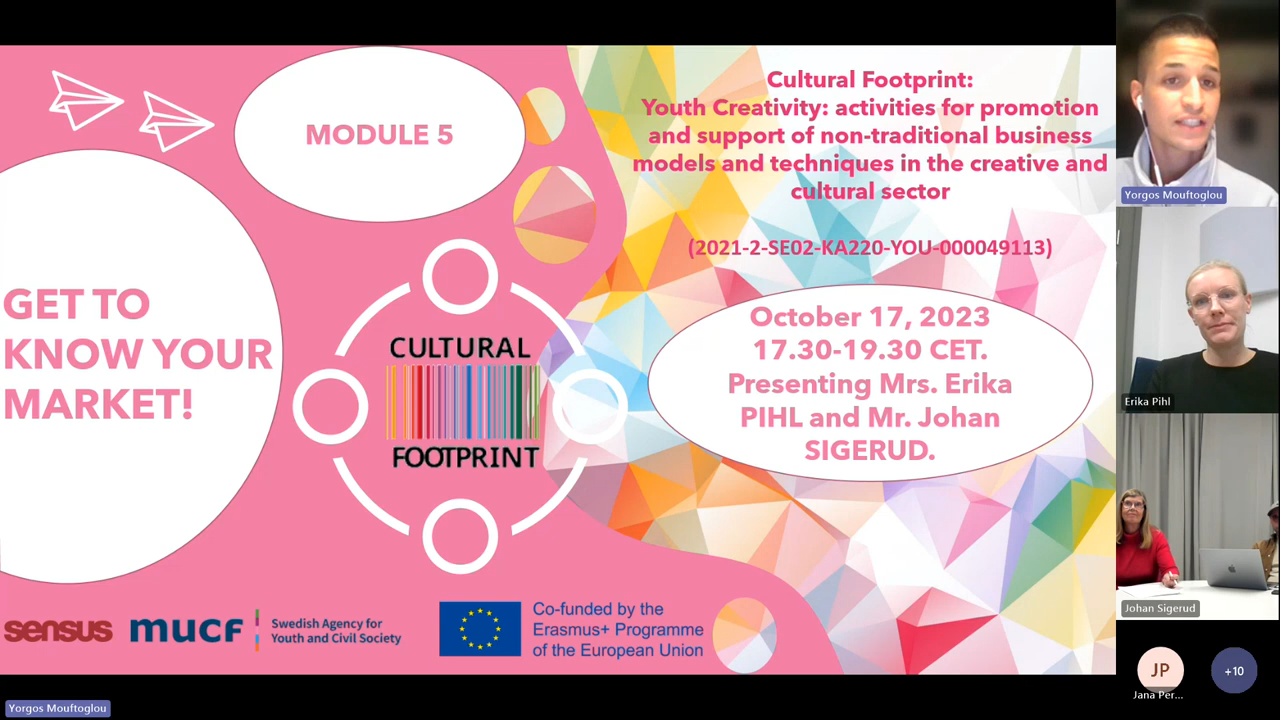 MODULE 5
GET TO
KNOW YOUR
MARKET!
CULTURAL
FOOTPRINT
Cultural Footprint:
Youth Creativity: activities for promotion
and support of non-traditional business
models and techniques in the creative and
cultural sector
(2021-2-SE02-KA220-YOU-000049113)
October 17, 2023
17.30-19.30 CET.
Presenting Mrs. Erika
PIHL and Mr. Johan
SIGERUD.
sensus
mucf
Swedish Agency for
Youth and Civil Society
Co-funded by the
Erasmus+ Programme
of the European Union
Yorgos Mouftoglou
Erika Pihl
Johan Sigerud
JP
Jana Per...
+10
Yorgos Mouftoglou